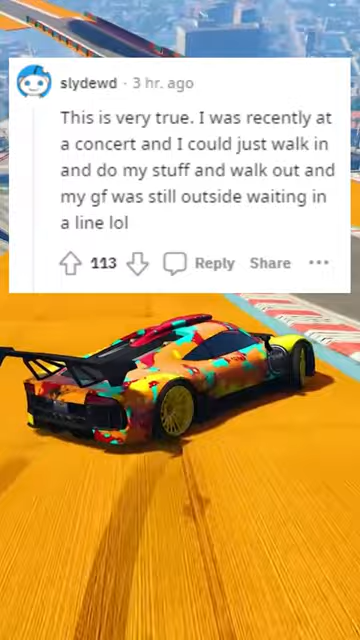 slydewd · 3 hr. ago
This is very true. I was recently at
a concert and I could just walk in
and do my stuff and walk out and
my gf was still outside waiting in
a line lol
113 Reply Share ···